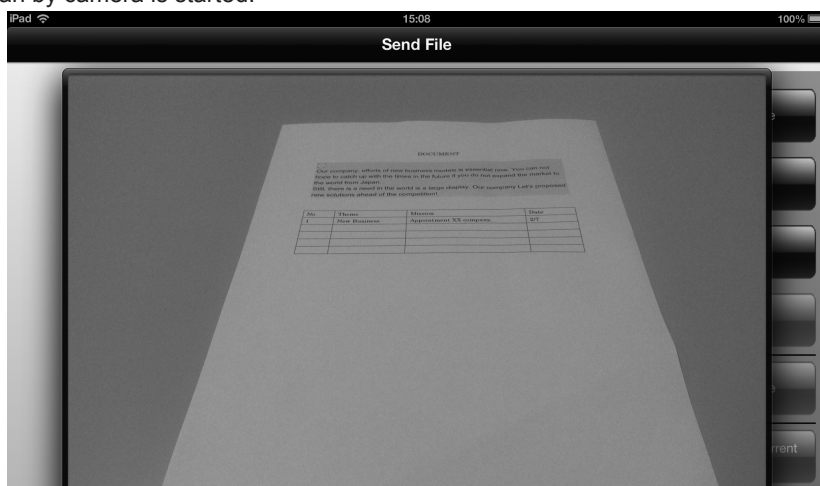 an by camera is started.
iPad 15:08 100%
Send File
DOCUMENT
Our company, efforts of new business models is essential now. You can not
hope to catch up with the times in the future if you do not expand the market to
the world from Japan.
Still, there is a need in the world is a large display. Our company Let's proposed
new solutions ahead of the competition!
No Theme Mission Date
1 New Business Appointment XX company 9/7
e
e
rrent